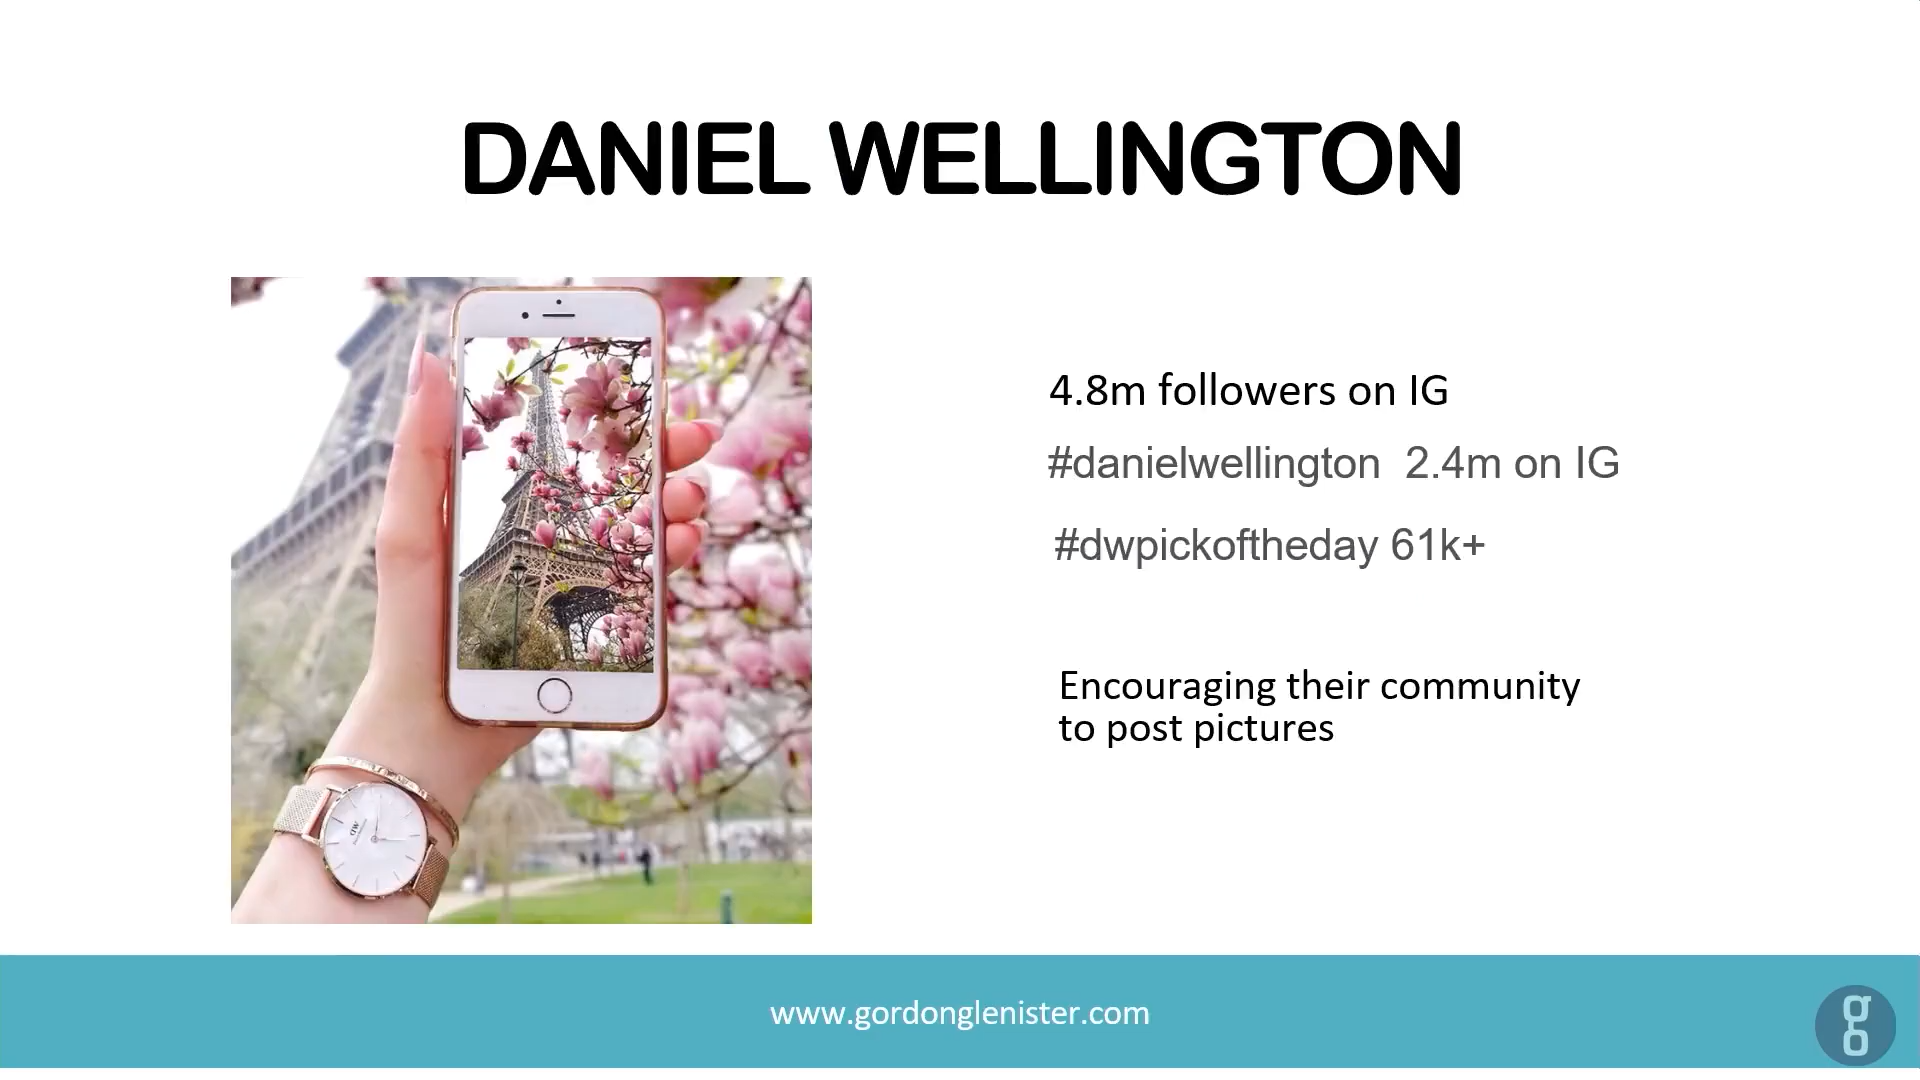 DANIEL WELLINGTON
4.8m followers on IG
#danielwellington 2.4m on IG
#dwpickoftheday 61k+
Encouraging their community
to post pictures
DW
www.gordonglenister.com
g